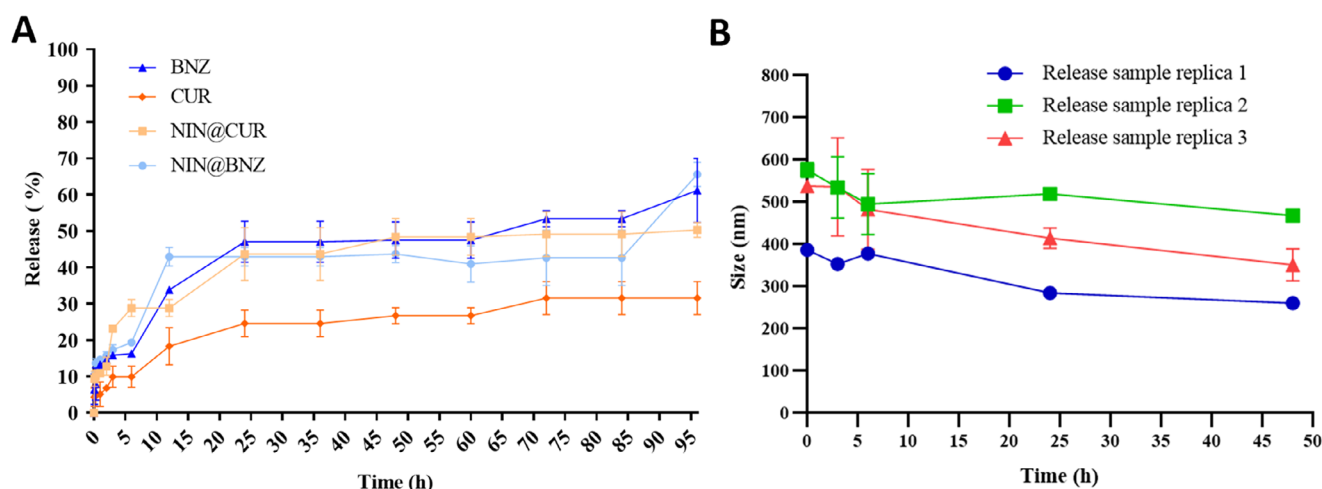 A
100
90
80
70
60
50
40
30
20
10
0
Release ( %)
BNZ
CUR
NIN@CUR
NIN@BNZ
0 5 10 15 20 25 30 35 40 45 50 55 60 65 70 75 80 85 90 95
Time (h)
B
800
700
600
500
400
300
200
100
0
Size (nm)
Release sample replica 1
Release sample replica 2
Release sample replica 3
0 5 10 15 20 25 30 35 40 45 50
Time (h)